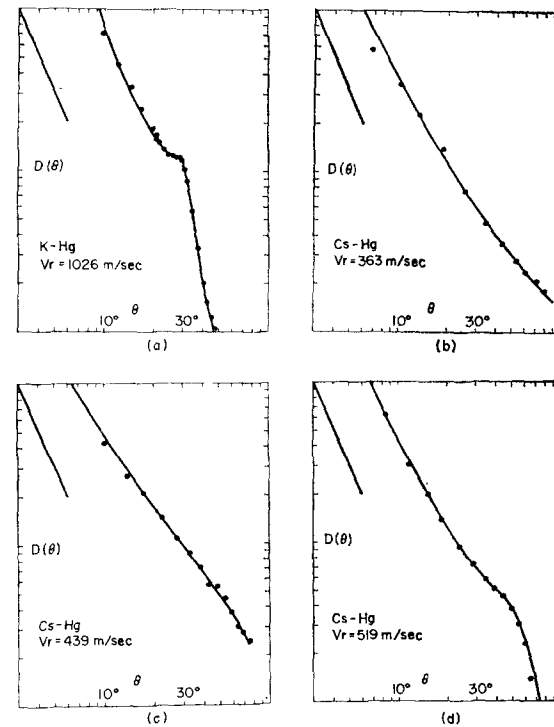 D(θ)
K-Hg
Vr = 1026 m/sec
θ
10° 30°
(a)
D(θ)
Cs-Hg
Vr = 363 m/sec
θ
10° 30°
(b)
D(θ)
Cs-Hg
Vr = 439 m/sec
θ
10° 30°
(c)
D(θ)
Cs-Hg
Vr = 519 m/sec
θ
10° 30°
(d)